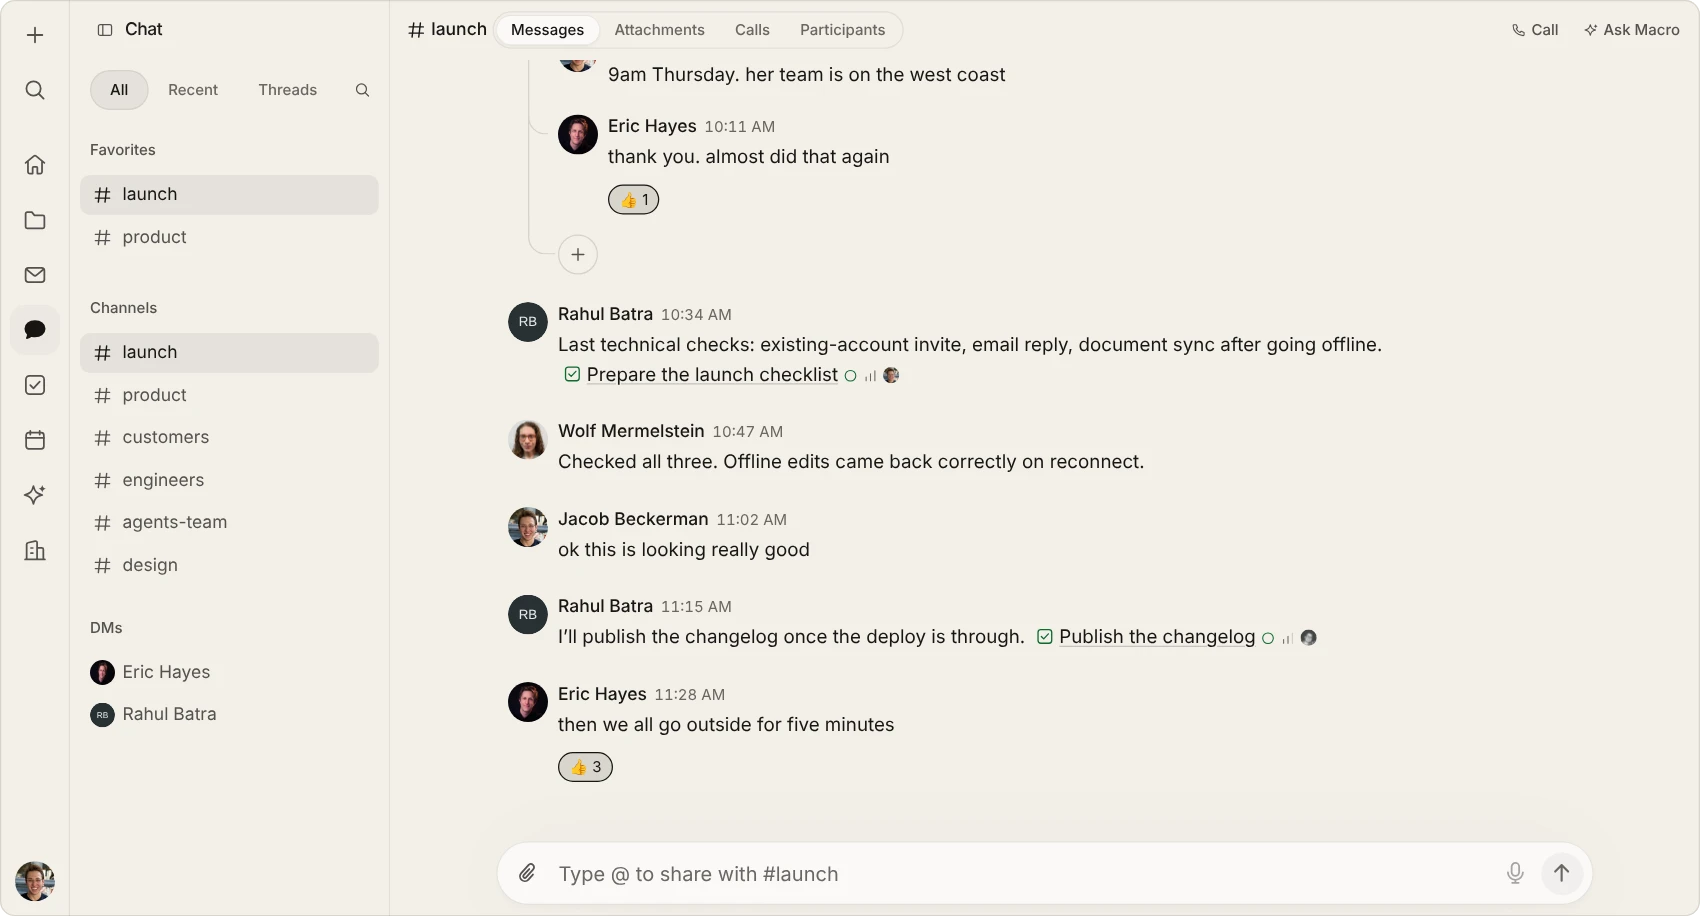 Chat
All
Recent
Threads
Favorites
# launch
# product
Channels
# launch
# product
# customers
# engineers
# agents-team
# design
DMs
Eric Hayes
RB Rahul Batra
# launch
Messages
Attachments
Calls
Participants
Call
Ask Macro
9am Thursday. her team is on the west coast
Eric Hayes 10:11 AM
thank you. almost did that again
👍 1
RB
Rahul Batra 10:34 AM
Last technical checks: existing-account invite, email reply, document sync after going offline.
Prepare the launch checklist
Wolf Mermelstein 10:47 AM
Checked all three. Offline edits came back correctly on reconnect.
Jacob Beckerman 11:02 AM
ok this is looking really good
RB
Rahul Batra 11:15 AM
I’ll publish the changelog once the deploy is through. Publish the changelog
Eric Hayes 11:28 AM
then we all go outside for five minutes
👍 3
Type @ to share with #launch